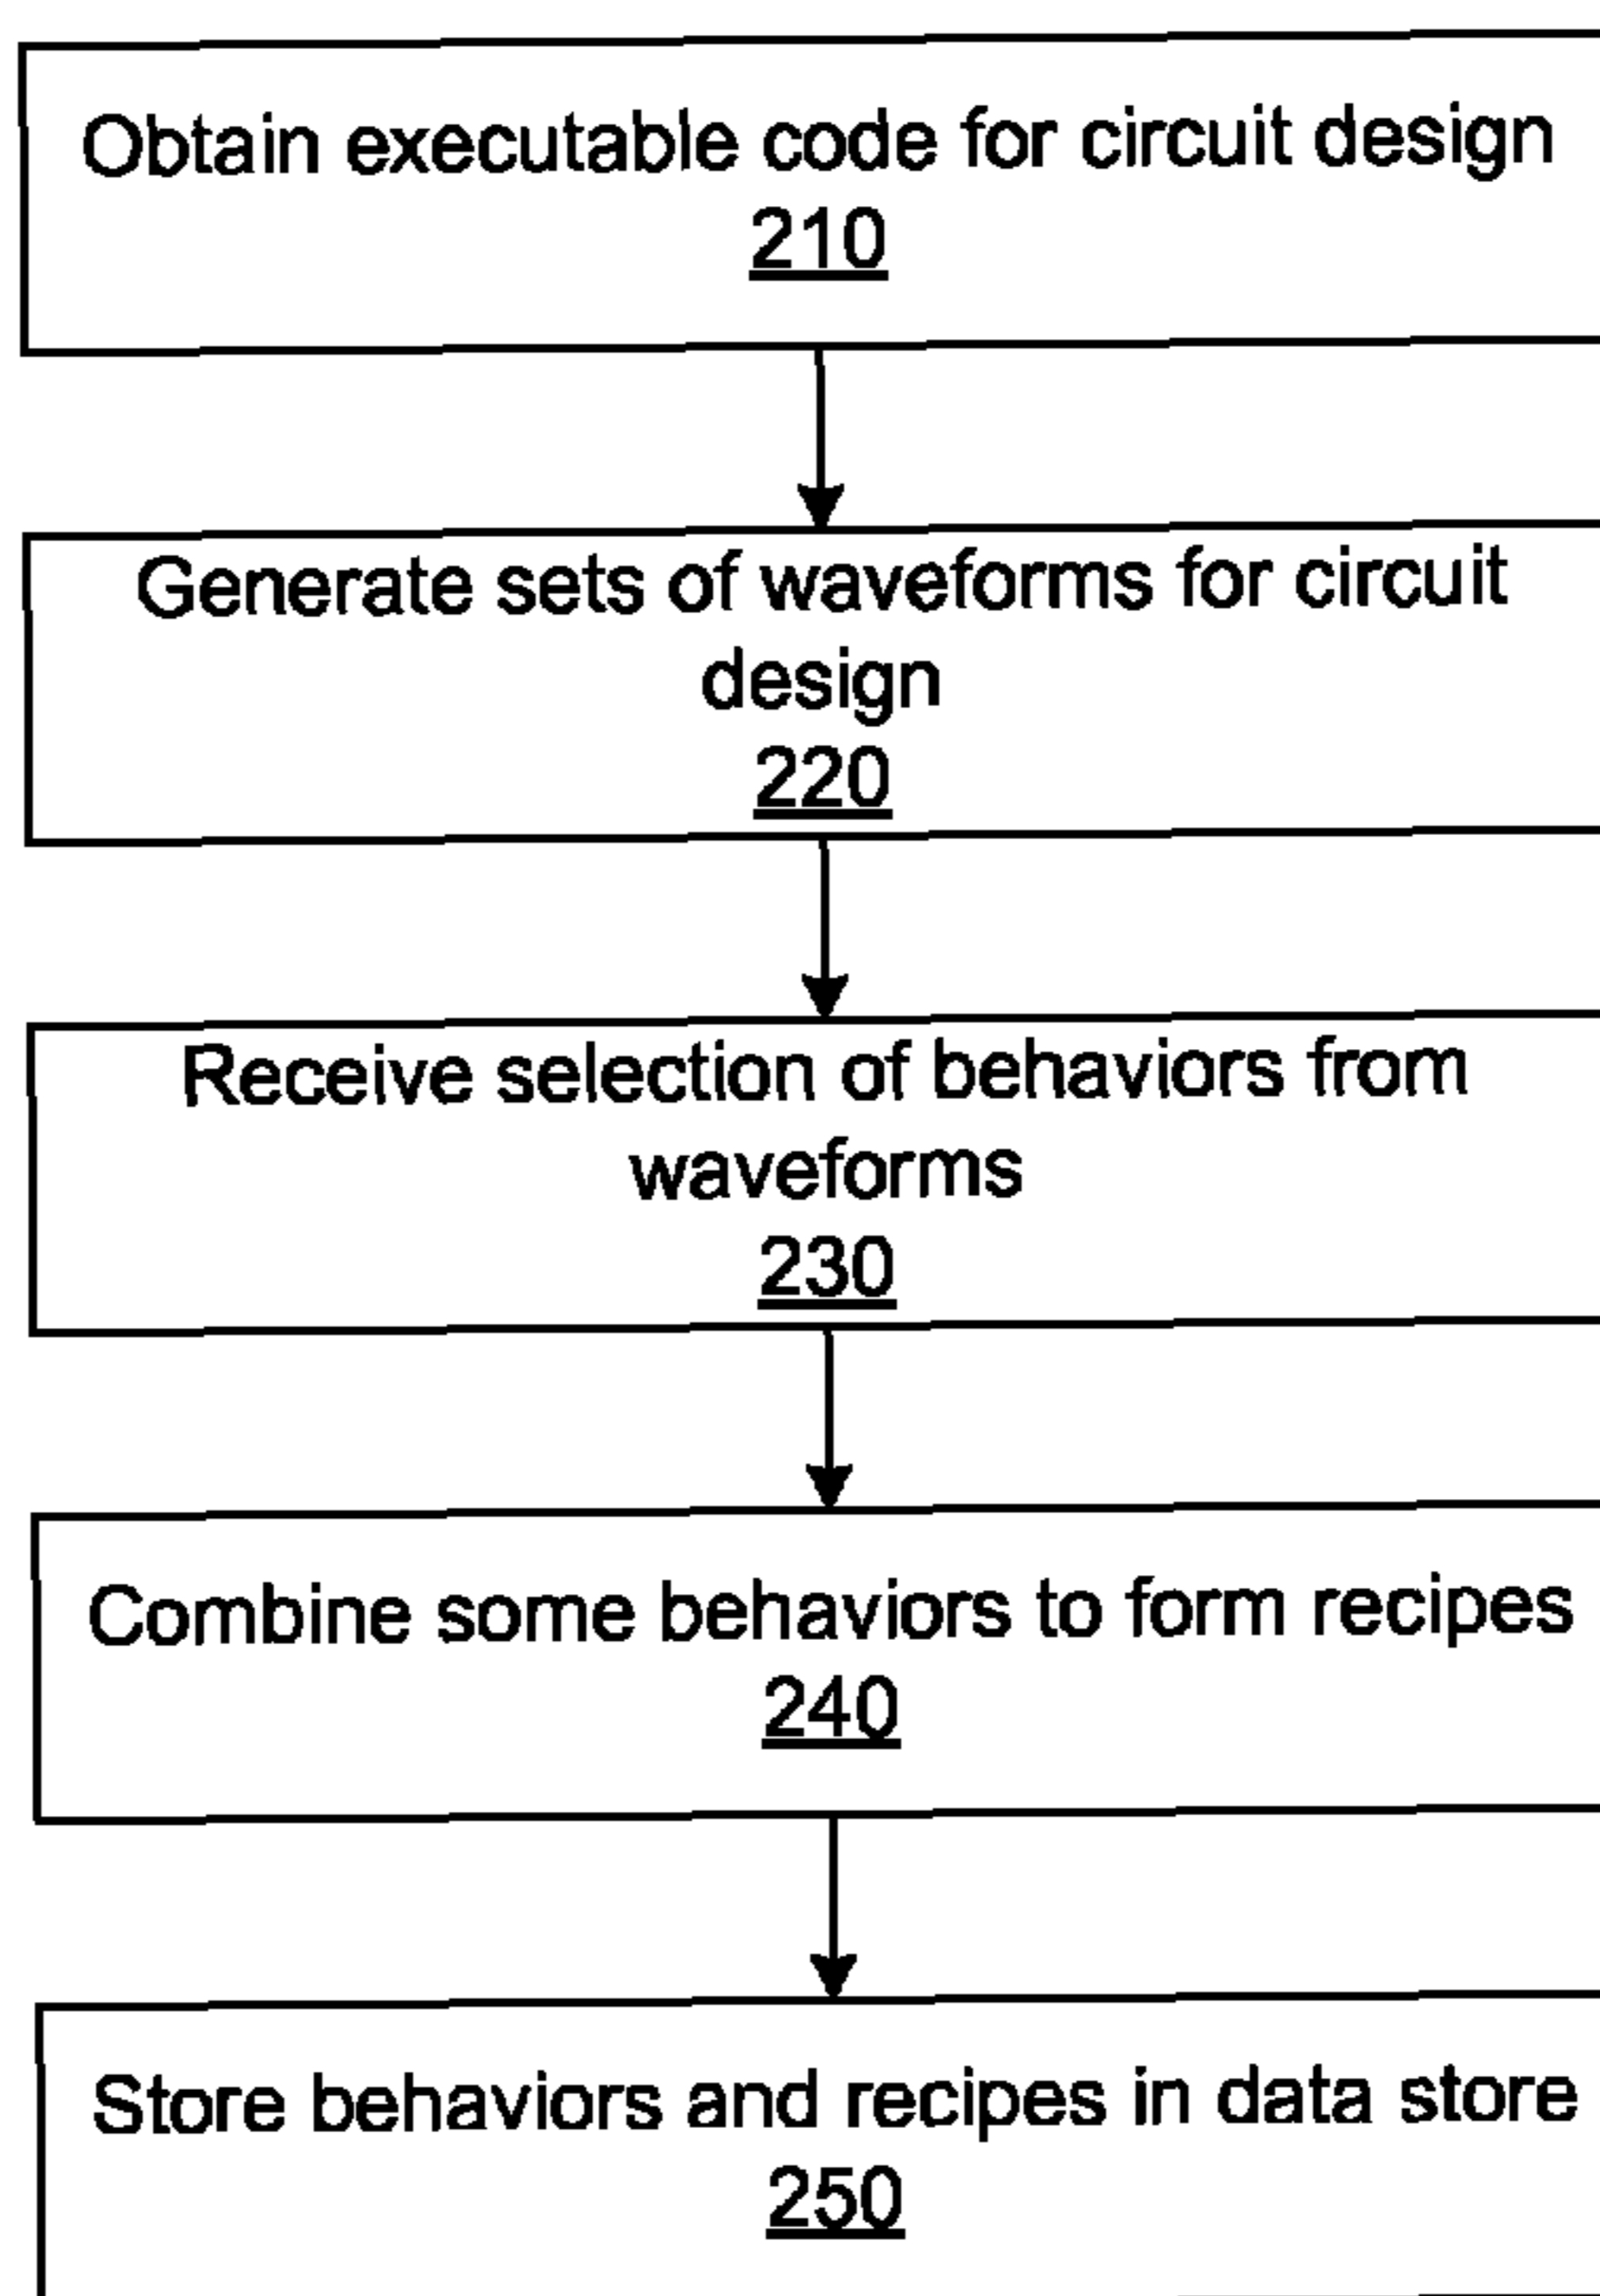 Obtain executable code for circuit design
210
Generate sets of waveforms for circuit
design
220
Receive selection of behaviors from
waveforms
230
Combine some behaviors to form recipes
240
Store behaviors and recipes in data store
250